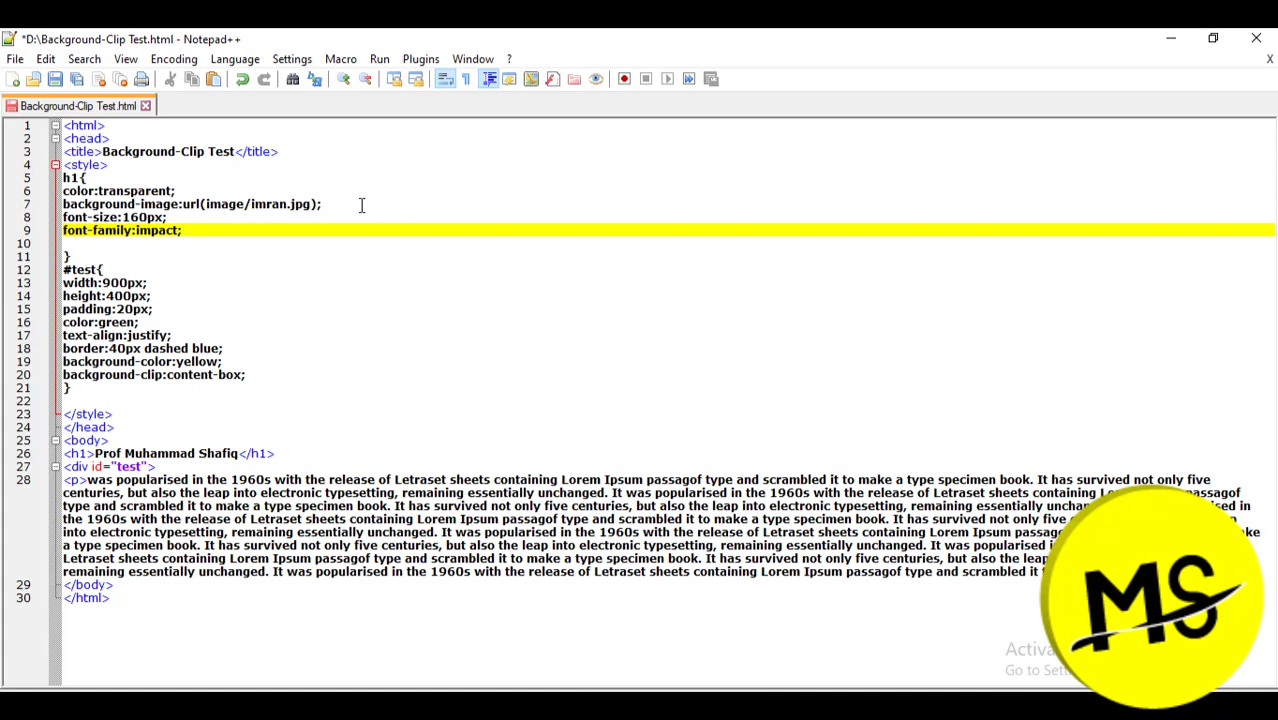 *D:\Background-Clip Test.html - Notepad++
File Edit Search View Encoding Language Settings Macro Run Plugins Window ? X
Background-Clip Test.html
1 <html>
2 <head>
3 <title>Background-Clip Test</title>
4 <style>
5 h1{
6 color:transparent;
7 background-image:url(image/imran.jpg);
8 font-size:160px;
9 font-family:impact;
10
11 }
12 #test{
13 width:900px;
14 height:400px;
15 padding:20px;
16 color:green;
17 text-align:justify;
18 border:40px dashed blue;
19 background-color:yellow;
20 background-clip:content-box;
21 }
22
23 </style>
24 </head>
25 <body>
26 <h1>Prof Muhammad Shafiq</h1>
27 <div id="test">
28 <p>was popularised in the 1960s with the release of Letraset sheets containing Lorem Ipsum passagof type and scrambled it to make a type specimen book. It has survived not only five
centuries, but also the leap into electronic typesetting, remaining essentially unchanged. It was popularised in the 1960s with the release of Letraset sheets containing Lorem Ipsum passagof
type and scrambled it to make a type specimen book. It has survived not only five centuries, but also the leap into electronic typesetting, remaining essentially unchanged. It was popularised in
the 1960s with the release of Letraset sheets containing Lorem Ipsum passagof type and scrambled it to make a type specimen book. It has survived not only five
into electronic typesetting, remaining essentially unchanged. It was popularised in the 1960s with the release of Letraset sheets containing Lorem Ipsum
a type specimen book. It has survived not only five centuries, but also the leap into electronic typesetting, remaining essentially unchanged. It was popularised
Letraset sheets containing Lorem Ipsum passagof type and scrambled it to make a type specimen book. It has survived not only five centuries, but also the leap
remaining essentially unchanged. It was popularised in the 1960s with the release of Letraset sheets containing Lorem Ipsum passagof type and scrambled it
29 </body>
30 </html>
MS
Go to